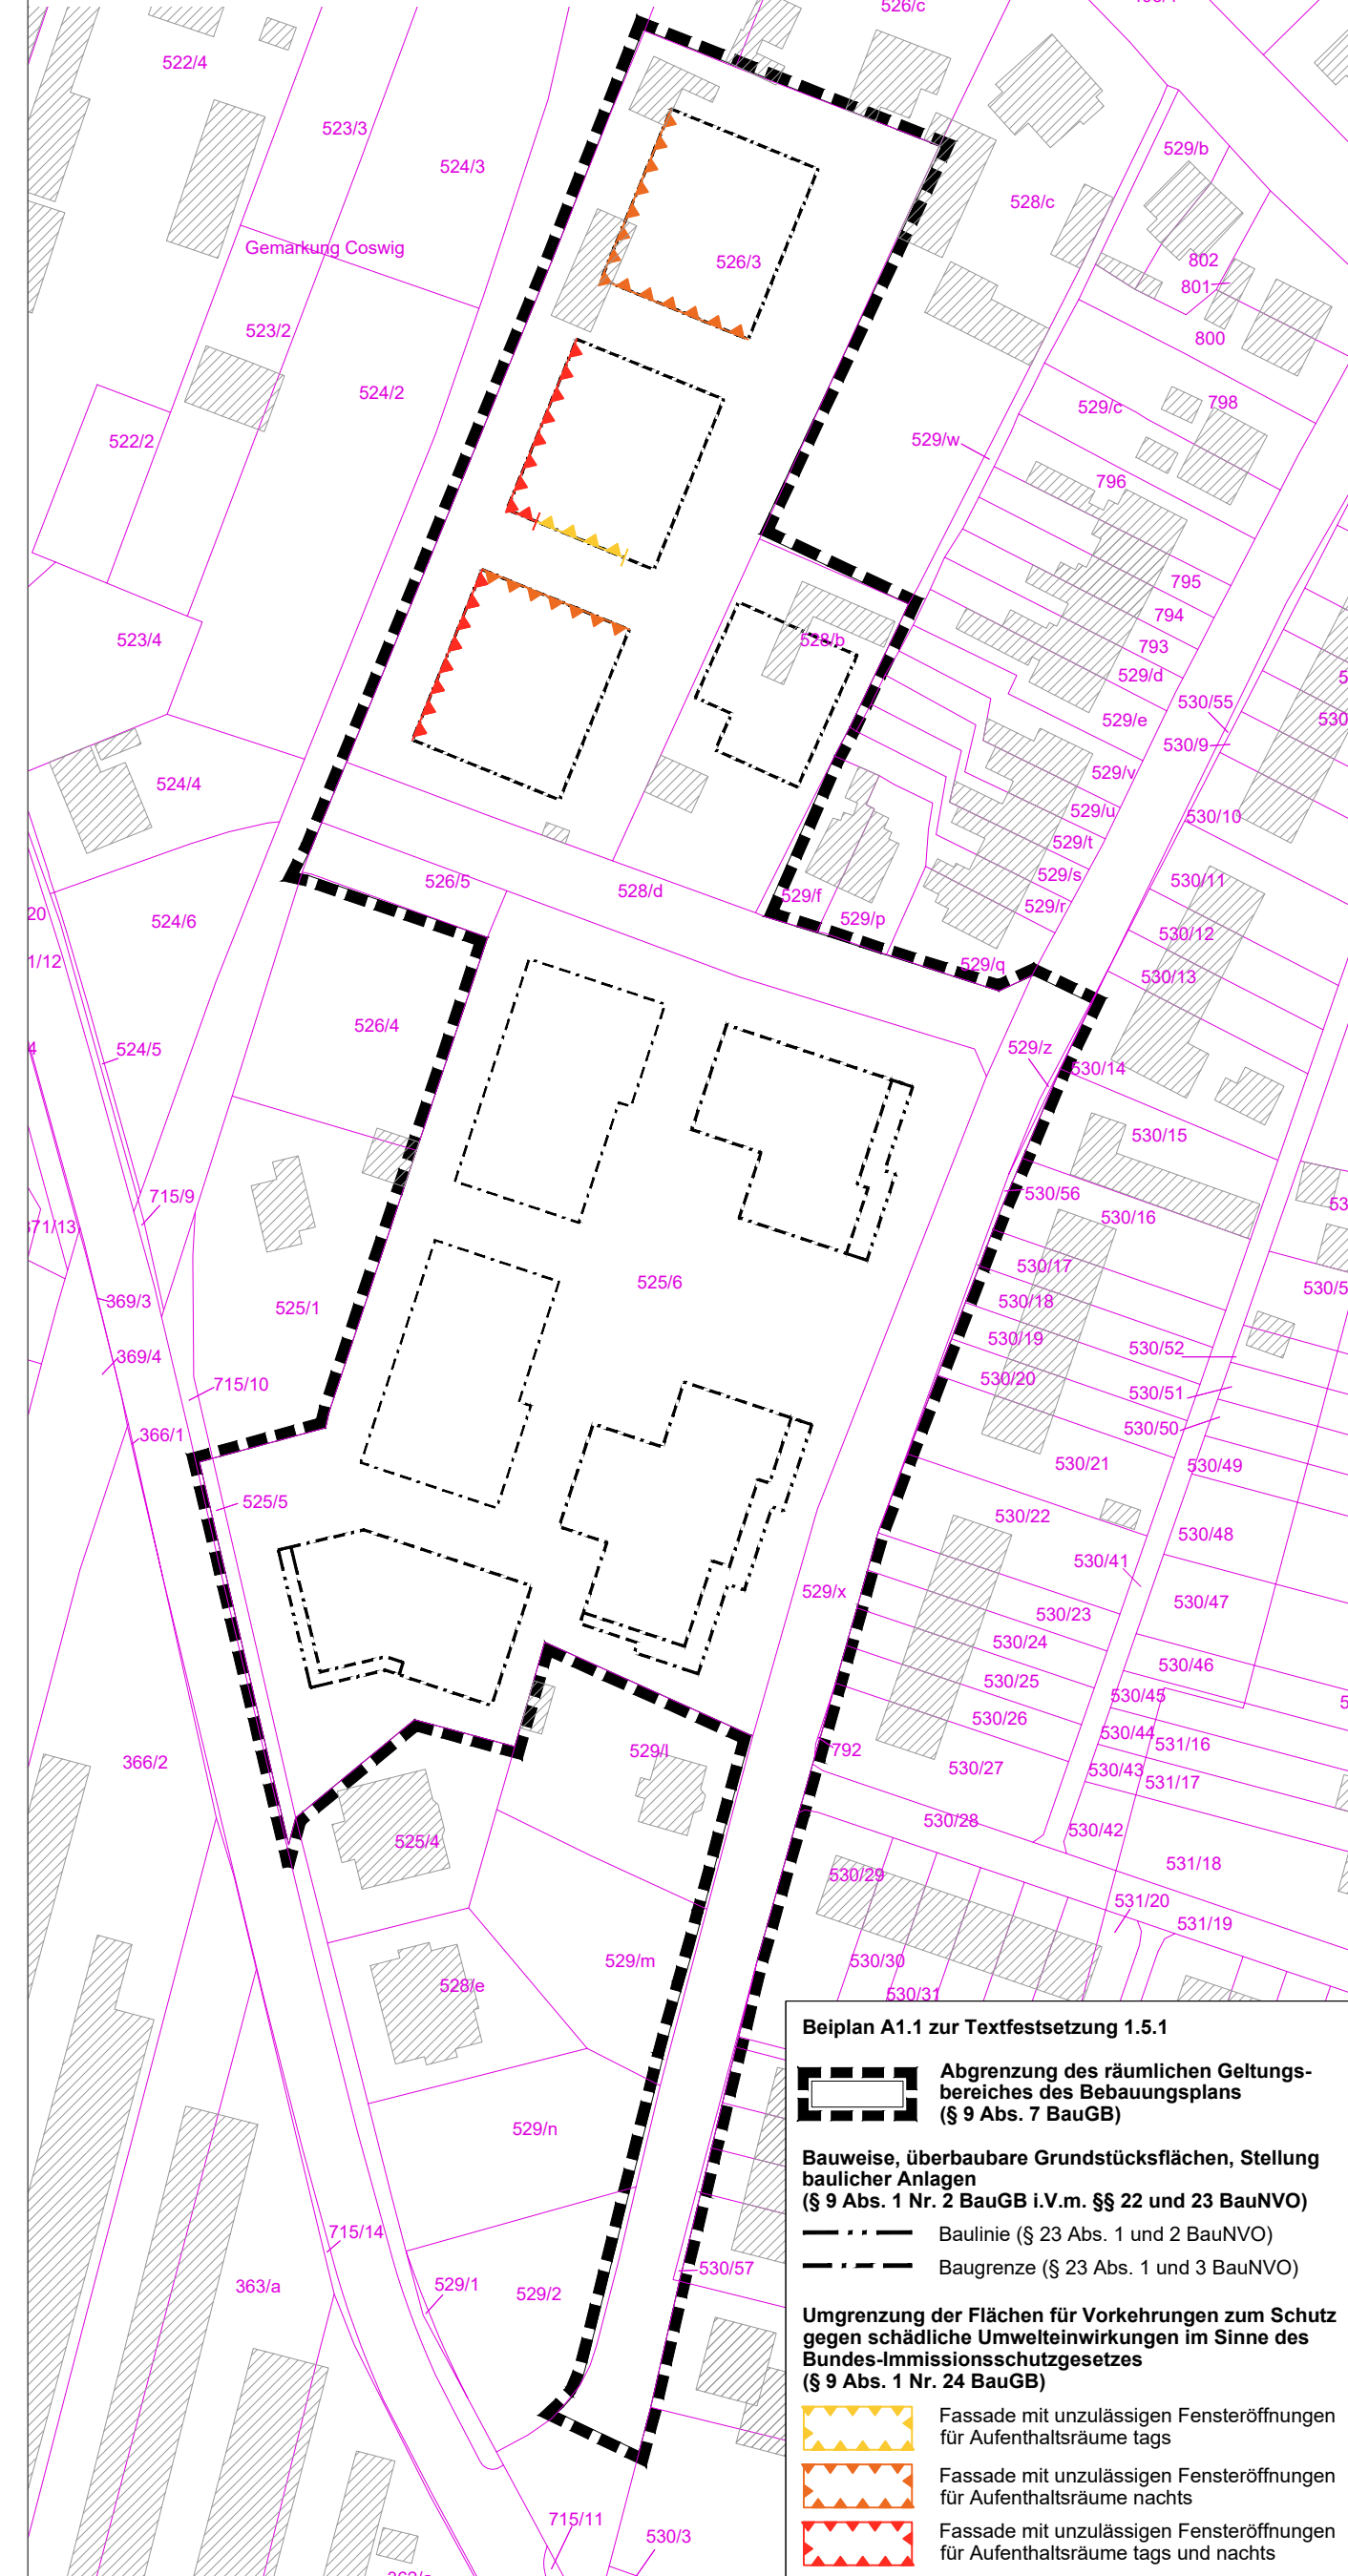 526/c
522/4
523/3
524/3
529/b
528/c
Gemarkung Coswig
526/3
802
801
523/2
800
524/2
529/c
798
522/2
529/w
796
795
794
523/4
528/b
793
529/d
530/55
529/e
530/9
529/v
524/4
529/u
530/10
529/t
529/s
530/11
526/5
528/d
529/f
529/r
20
524/6
529/p
530/12
1/12
529/q
530/13
526/4
4
524/5
529/z
530/14
530/15
715/9
530/56
371/13
530/16
530/17
525/6
369/3
525/1
530/18
530/5
530/19
530/52
369/4
530/20
715/10
530/51
530/50
366/1
530/21
530/49
525/5
530/22
530/48
530/41
529/x
530/47
530/23
530/24
530/46
530/25
530/45
530/26
530/44
531/16
366/2
529/l
792
530/27
530/43
531/17
530/28
530/42
525/4
531/18
530/29
531/20
531/19
529/m
530/30
528/e
530/31
Beiplan A1.1 zur Textfestsetzung 1.5.1
Abgrenzung des räumlichen Geltungs-
bereiches des Bebauungsplans
(§ 9 Abs. 7 BauGB)
529/n
Bauweise, überbaubare Grundstücksflächen, Stellung
baulicher Anlagen
(§ 9 Abs. 1 Nr. 2 BauGB i.V.m. §§ 22 und 23 BauNVO)
715/14
Baulinie (§ 23 Abs. 1 und 2 BauNVO)
530/57
Baugrenze (§ 23 Abs. 1 und 3 BauNVO)
363/a
529/1
529/2
Umgrenzung der Flächen für Vorkehrungen zum Schutz
gegen schädliche Umwelteinwirkungen im Sinne des
Bundes-Immissionsschutzgesetzes
(§ 9 Abs. 1 Nr. 24 BauGB)
Fassade mit unzulässigen Fensteröffnungen
für Aufenthaltsräume tags
Fassade mit unzulässigen Fensteröffnungen
für Aufenthaltsräume nachts
715/11
530/3
Fassade mit unzulässigen Fensteröffnungen
für Aufenthaltsräume tags und nachts